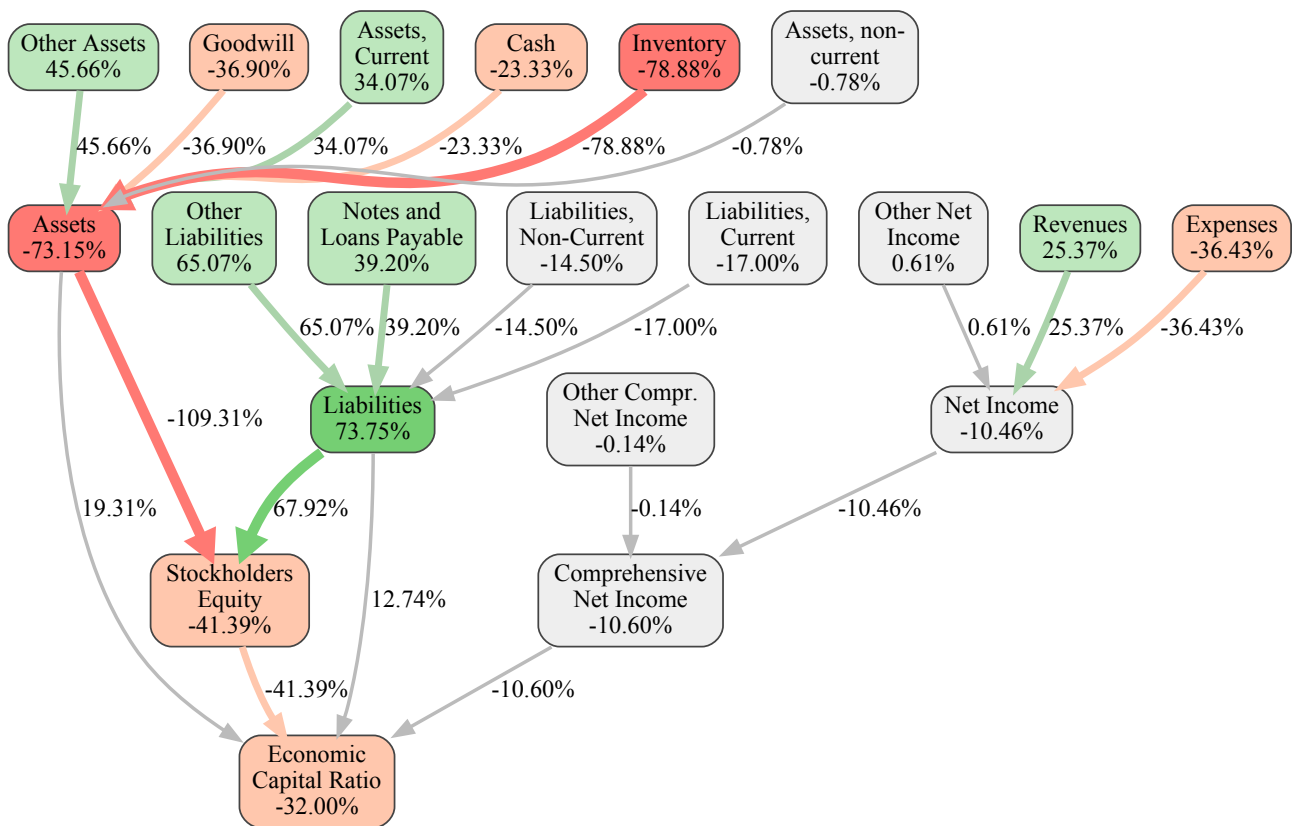 Other Assets
45.66%
Goodwill
-36.90%
Assets,
Current
34.07%
Cash
-23.33%
Inventory
-78.88%
Assets, non-
current
-0.78%
45.66%
-36.90%
34.07%
-23.33%
-78.88%
-0.78%
Assets
-73.15%
Other
Liabilities
65.07%
Notes and
Loans Payable
39.20%
Liabilities,
Non-Current
-14.50%
Liabilities,
Current
-17.00%
Other Net
Income
0.61%
Revenues
25.37%
Expenses
-36.43%
65.07%
39.20%
-14.50%
-17.00%
0.61%
25.37%
-36.43%
-109.31%
Liabilities
73.75%
Other Compr.
Net Income
-0.14%
Net Income
-10.46%
19.31%
67.92%
-0.14%
-10.46%
Stockholders
Equity
-41.39%
12.74%
Comprehensive
Net Income
-10.60%
-41.39%
-10.60%
Economic
Capital Ratio
-32.00%